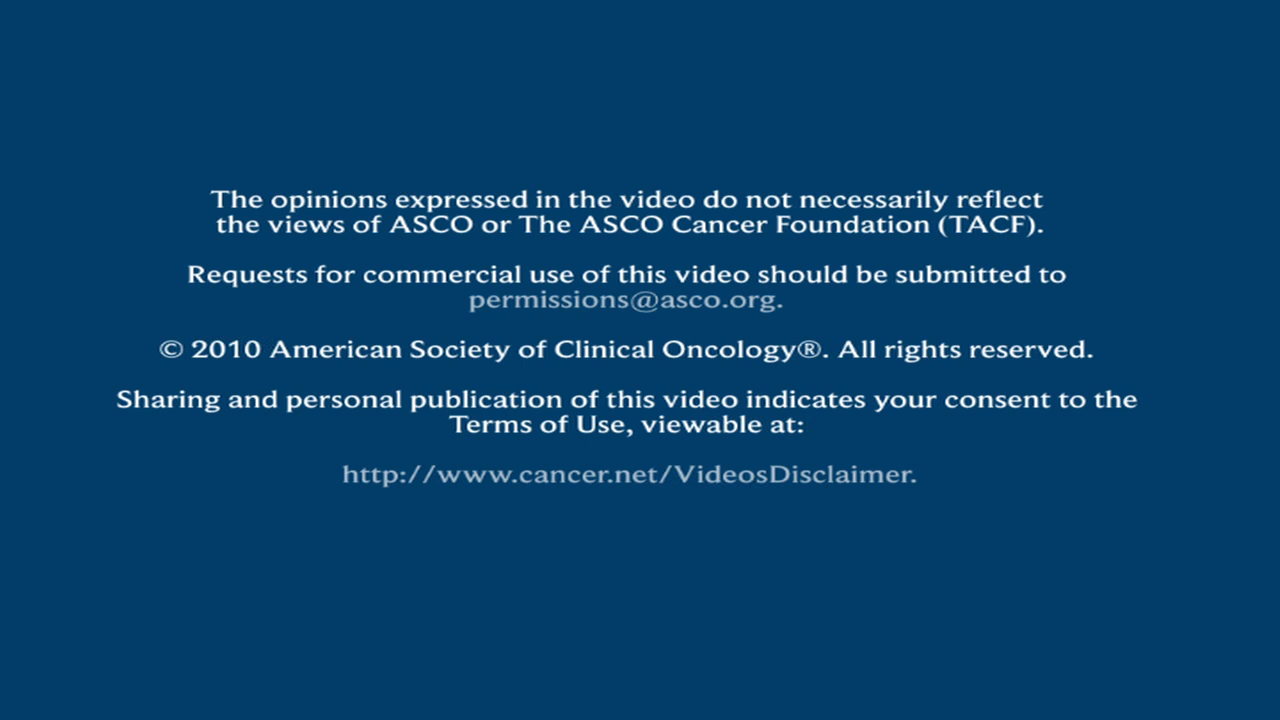 The opinions expressed in the video do not necessarily reflect
the views of ASCO or The ASCO Cancer Foundation (TACF).
Requests for commercial use of this video should be submitted to
permissions@asco.org.
© 2010 American Society of Clinical Oncology®. All rights reserved.
Sharing and personal publication of this video indicates your consent to the
Terms of Use, viewable at:
http://www.cancer.net/VideosDisclaimer.